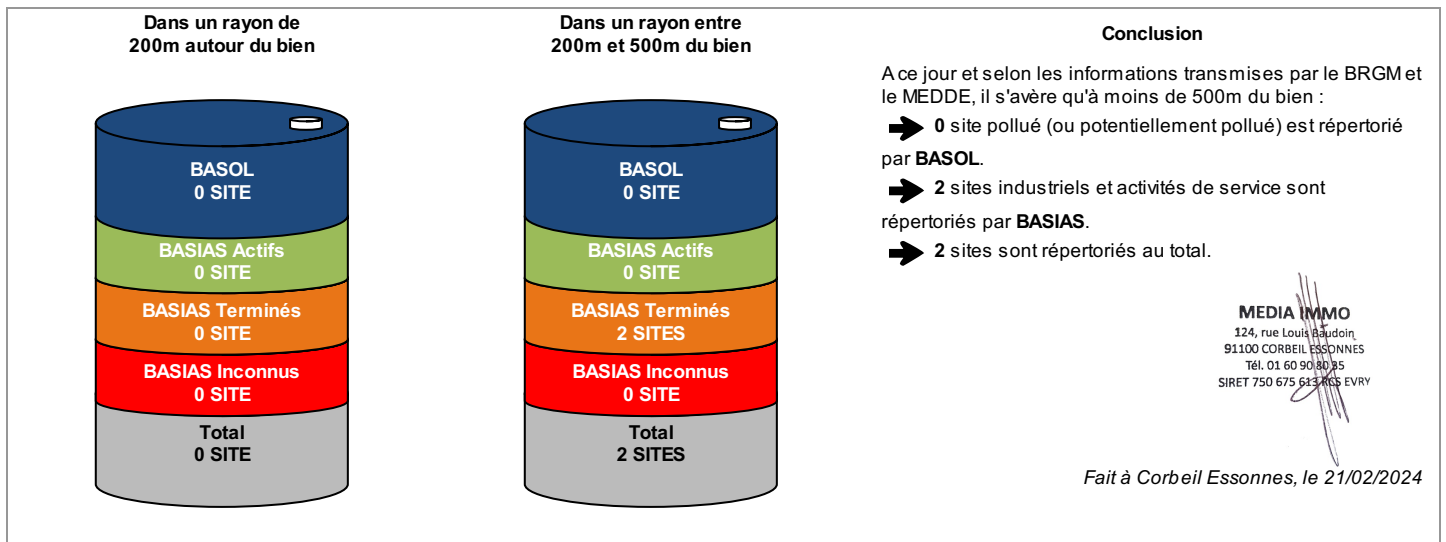 Dans un rayon de
200m autour du bien
BASOL
0 SITE
BASIAS Actifs
0 SITE
BASIAS Terminés
0 SITE
BASIAS Inconnus
0 SITE
Total
0 SITE
Dans un rayon entre
200m et 500m du bien
BASOL
0 SITE
BASIAS Actifs
0 SITE
BASIAS Terminés
2 SITES
BASIAS Inconnus
0 SITE
Total
2 SITES
Conclusion
A ce jour et selon les informations transmises par le BRGM et
le MEDDE, il s'avère qu'à moins de 500m du bien :
0 site pollué (ou potentiellement pollué) est répertorié
par BASOL.
2 sites industriels et activités de service sont
répertoriés par BASIAS.
2 sites sont répertoriés au total.
MEDIA IMMO
124, rue Louis Baudoin
91100 CORBEIL ESSONNES
Tél. 01 60 90 80 85
SIRET 750 675 613 RCS EVRY
Fait à Corbeil Essonnes, le 21/02/2024